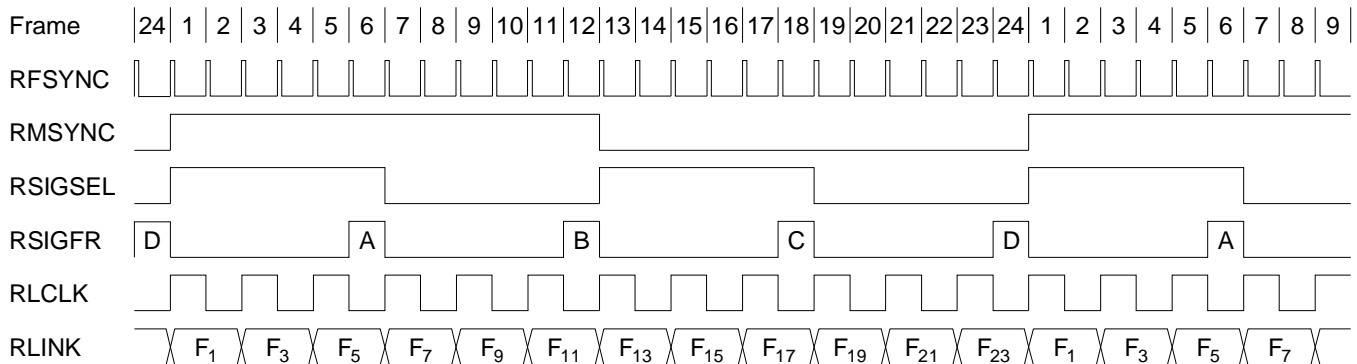 Frame 24 1 2 3 4 5 6 7 8 9 10 11 12 13 14 15 16 17 18 19 20 21 22 23 24 1 2 3 4 5 6 7 8 9
RFSYNC
RMSYNC
RSIGSEL
RSIGFR D A B C D A
RLCLK
RLINK F₁ F₃ F₅ F₇ F₉ F₁₁ F₁₃ F₁₅ F₁₇ F₁₉ F₂₁ F₂₃ F₁ F₃ F₅ F₇